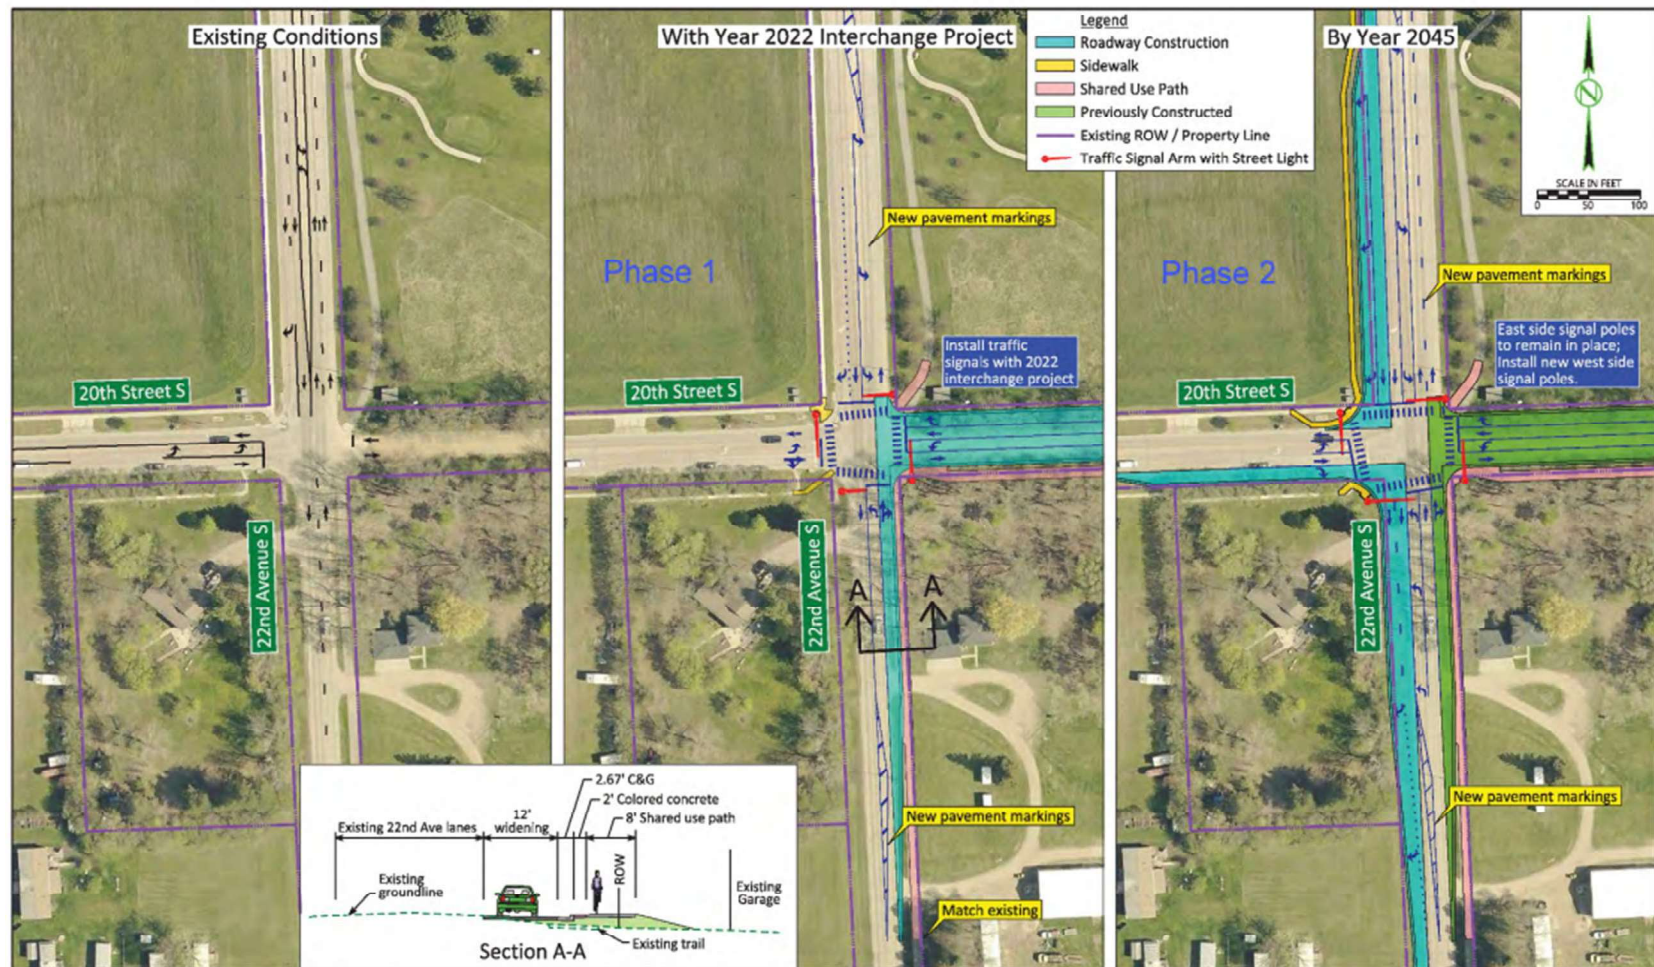 Existing Conditions
20th Street S
22nd Avenue S
With Year 2022 Interchange Project
Phase 1
New pavement markings
Install traffic
signals with 2022
interchange project
20th Street S
22nd Avenue S
A
A
New pavement markings
Match existing
Legend
Roadway Construction
Sidewalk
Shared Use Path
Previously Constructed
Existing ROW / Property Line
Traffic Signal Arm with Street Light
By Year 2045
N
SCALE IN FEET
0 50 100
Phase 2
New pavement markings
East side signal poles
to remain in place;
Install new west side
signal poles.
20th Street S
22nd Avenue S
New pavement markings
2.67' C&G
2' Colored concrete
8' Shared use path
12'
widening
Existing 22nd Ave lanes
Existing
groundline
ROW
Existing
Garage
Existing trail
Section A-A